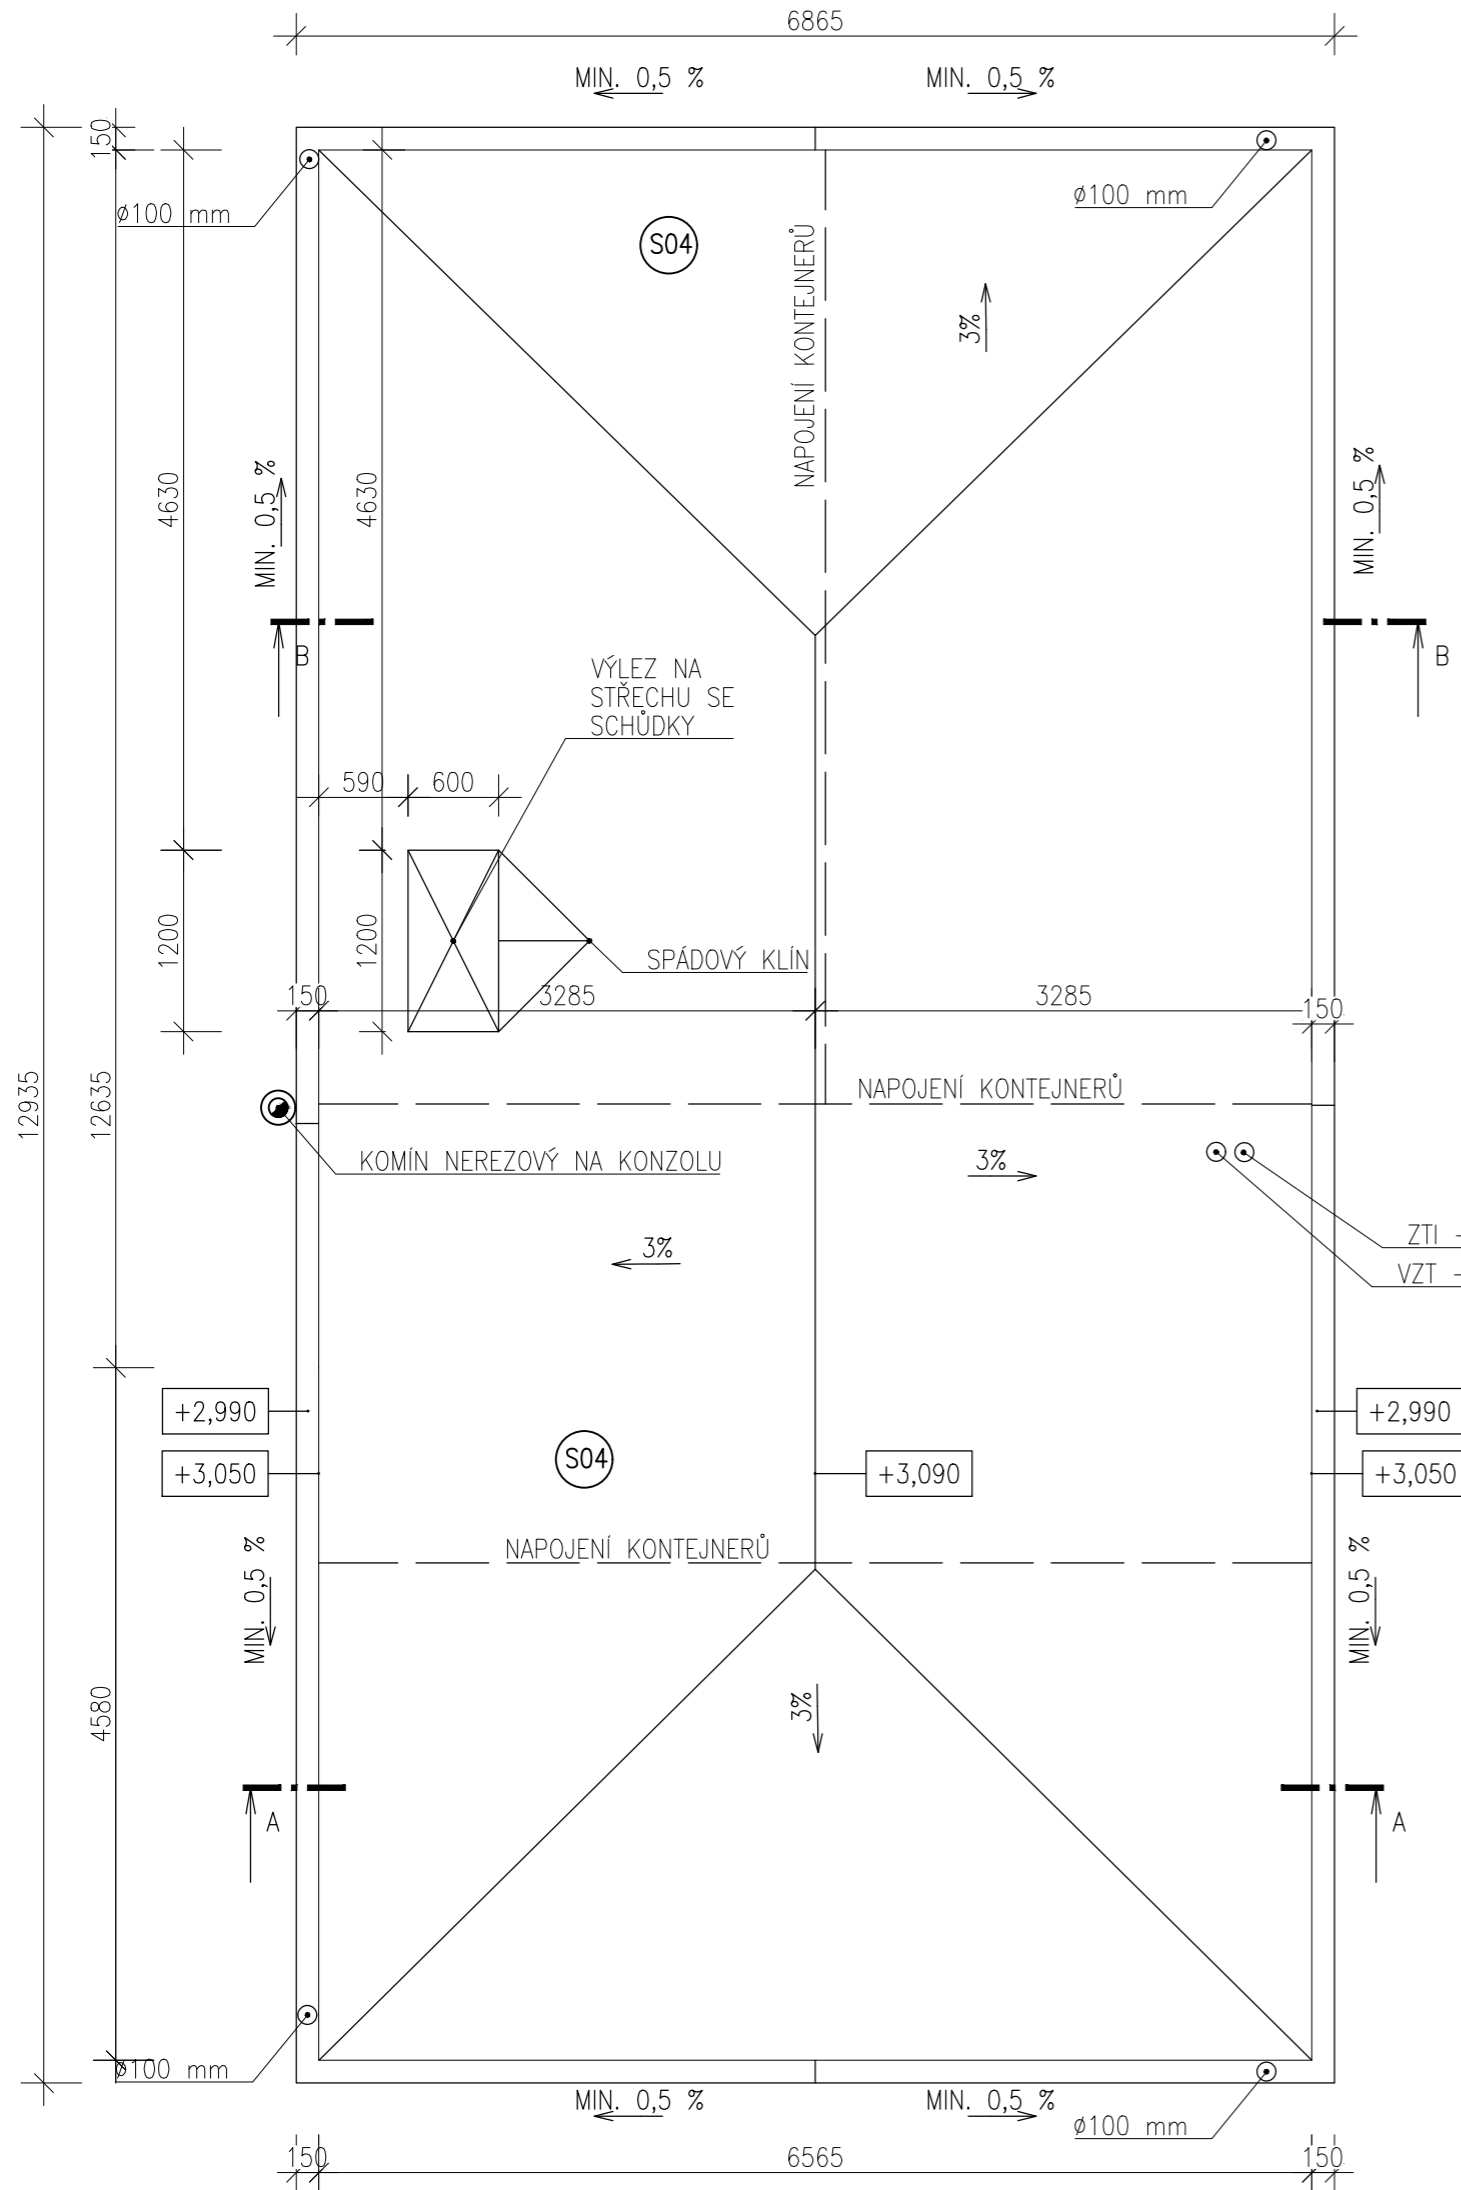 6865
MIN. 0,5 %
MIN. 0,5 %
150
ø100 mm
ø100 mm
S04
NAPOJENÍ KONTEJNERŮ
3%
4630
4630
MIN. 0,5 %
MIN. 0,5 %
B
B
VÝLEZ NA
STŘECHU SE
SCHŮDKY
590
600
1200
1200
SPÁDOVÝ KLÍN
150
3285
3285
150
12935
12635
NAPOJENÍ KONTEJNERŮ
KOMÍN NEREZOVÝ NA KONZOLU
3%
3%
ZTI -
VZT -
+2,990
+2,990
+3,050
S04
+3,090
+3,050
NAPOJENÍ KONTEJNERŮ
MIN. 0,5 %
MIN. 0,5 %
4580
3%
A
A
ø100 mm
MIN. 0,5 %
MIN. 0,5 %
ø100 mm
150
6565
150